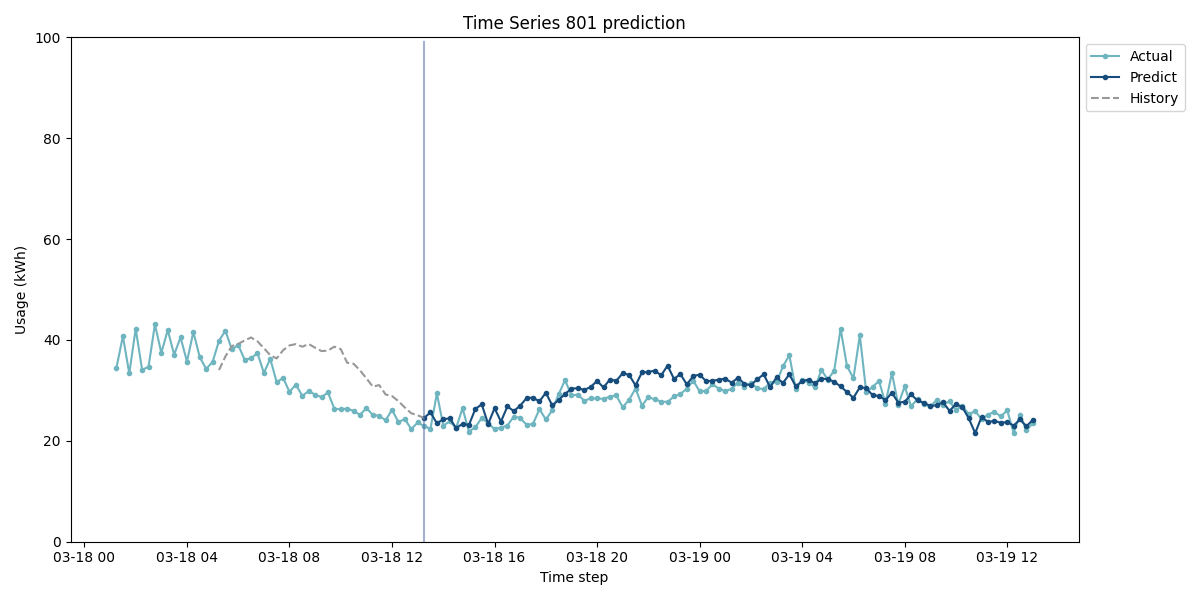 Time Series 801 prediction
100
80
60
40
20
0
Usage (kWh)
03-18 00 03-18 04 03-18 08 03-18 12 03-18 16 03-18 20 03-19 00 03-19 04 03-19 08 03-19 12
Time step
Actual
Predict
History